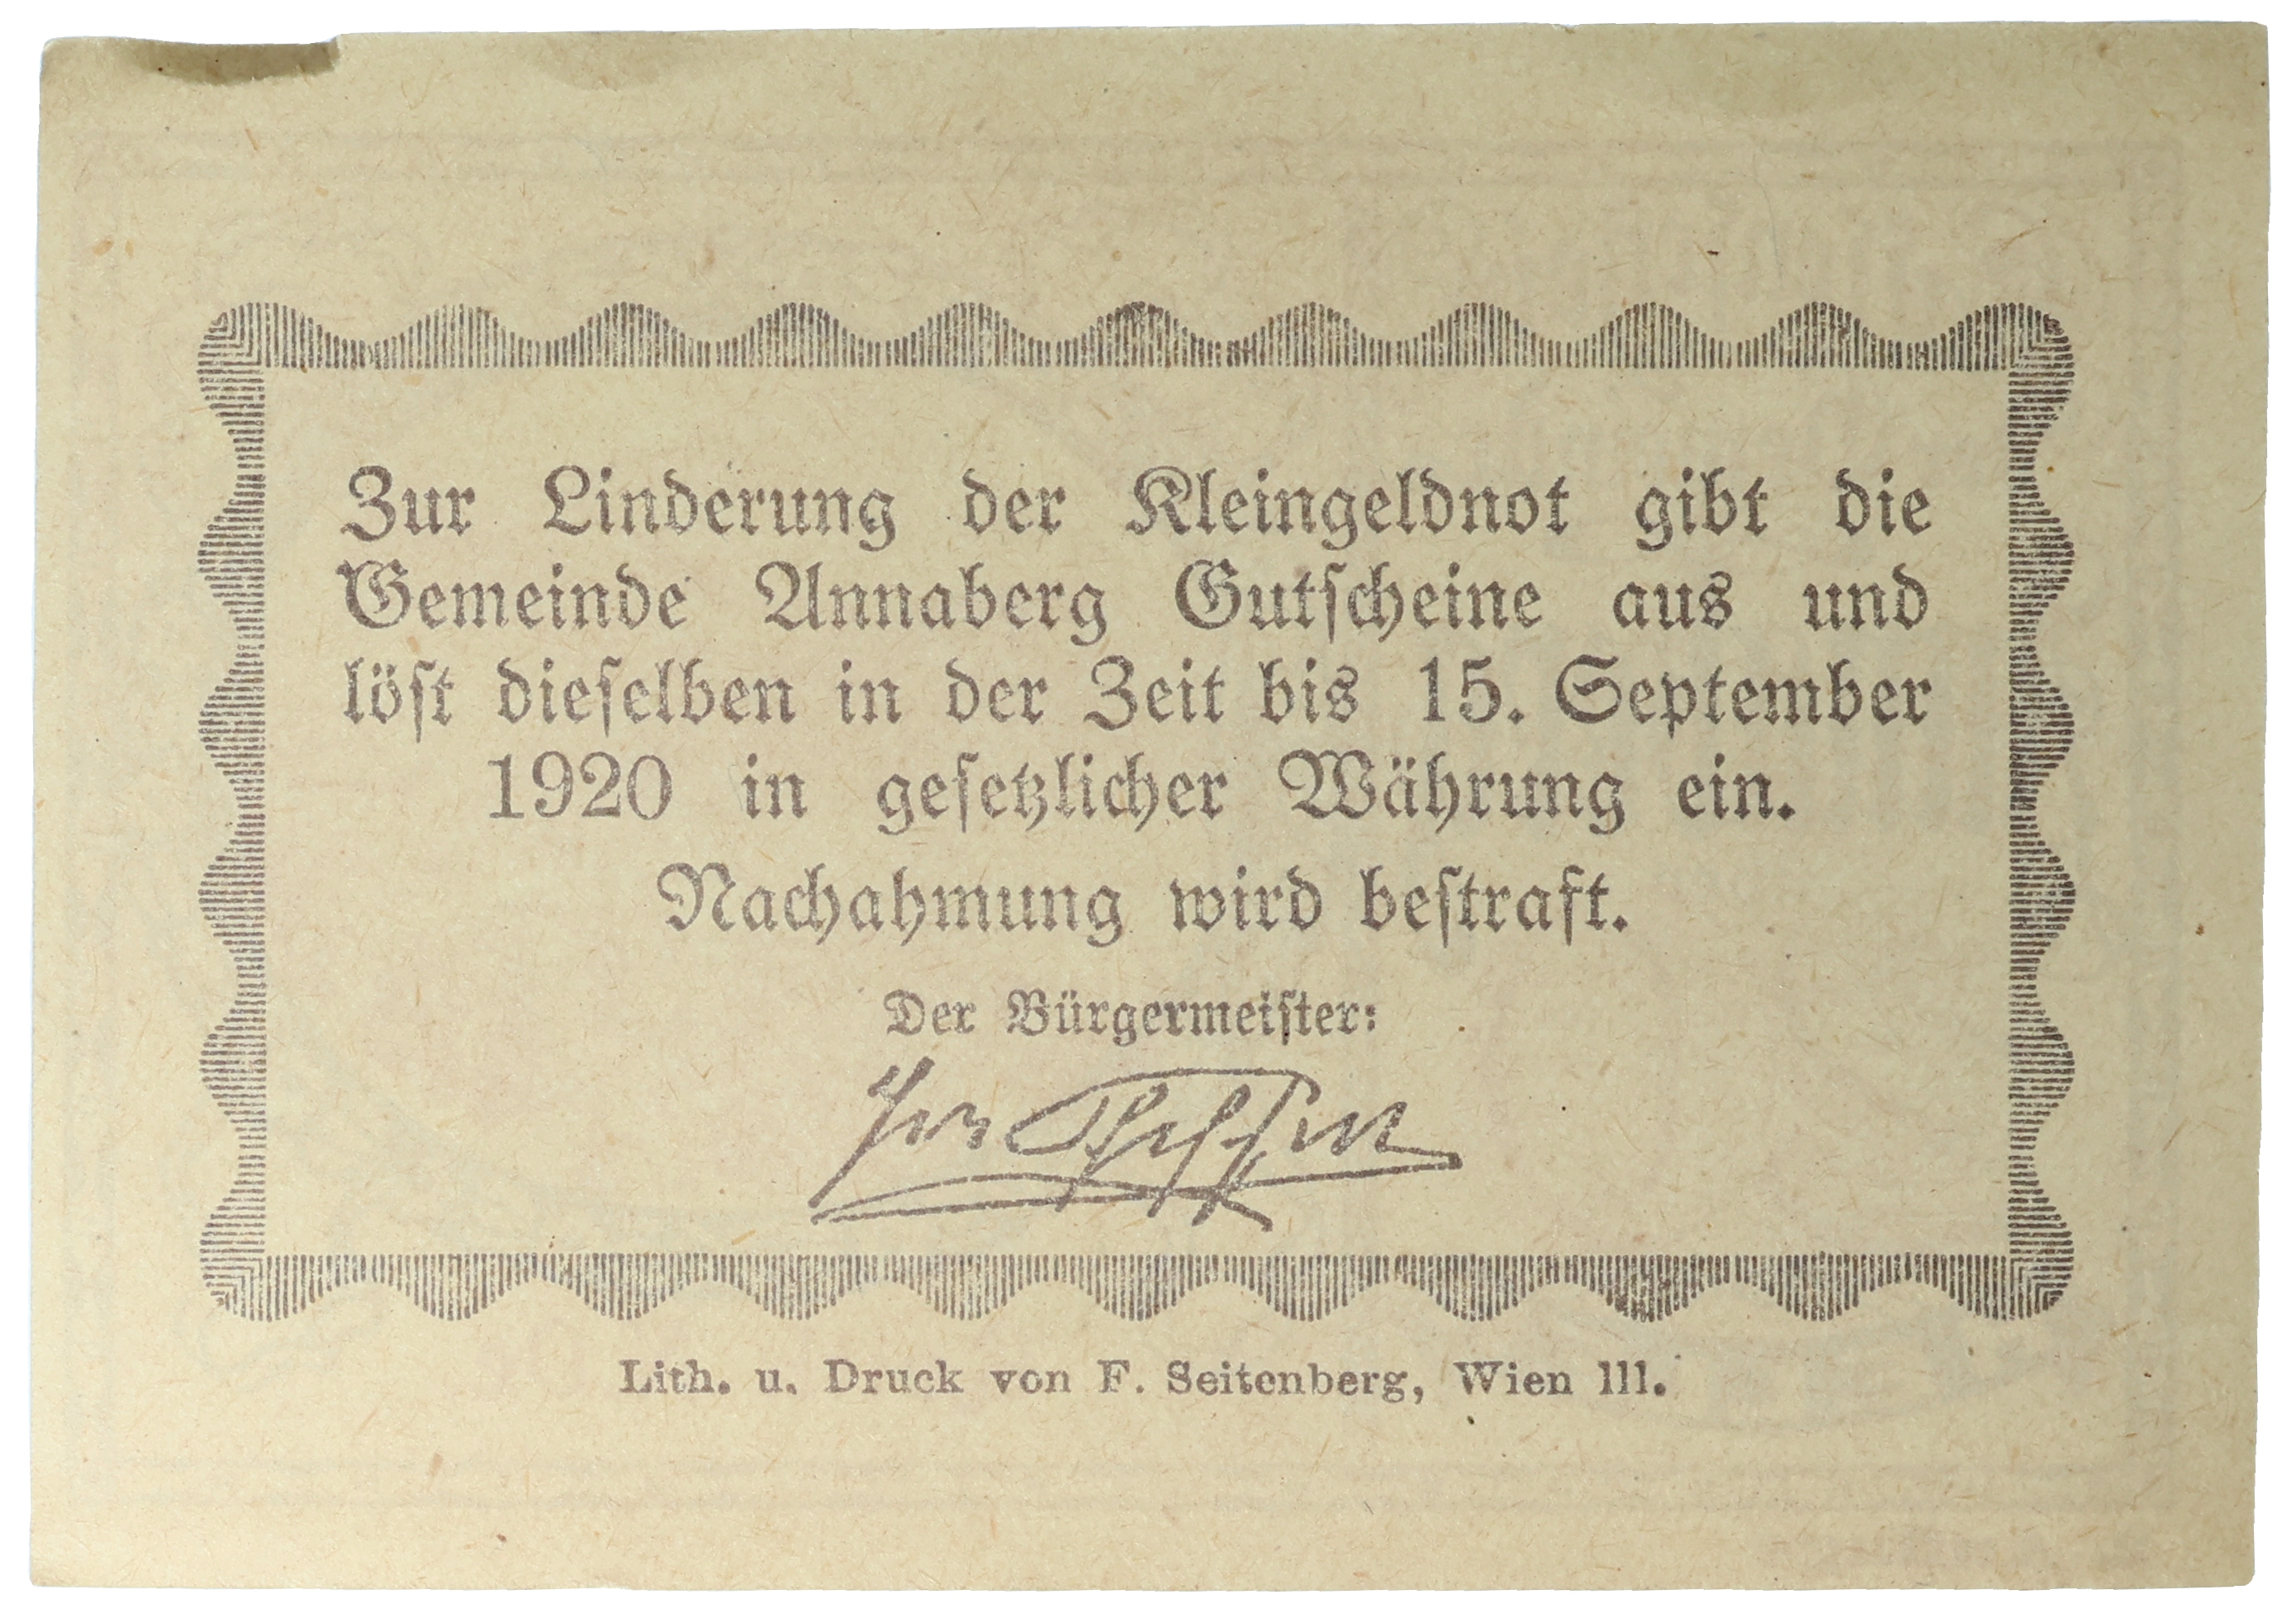 Zur Linderung der Kleingeldnot gibt die
Gemeinde Annaberg Gutscheine aus und
löst dieselben in der Zeit bis 15. September
1920 in gesetzlicher Währung ein.
Nachahmung wird bestraft.
Der Bürgermeister:
Lith. u. Druck von F. Seitenberg, Wien III.